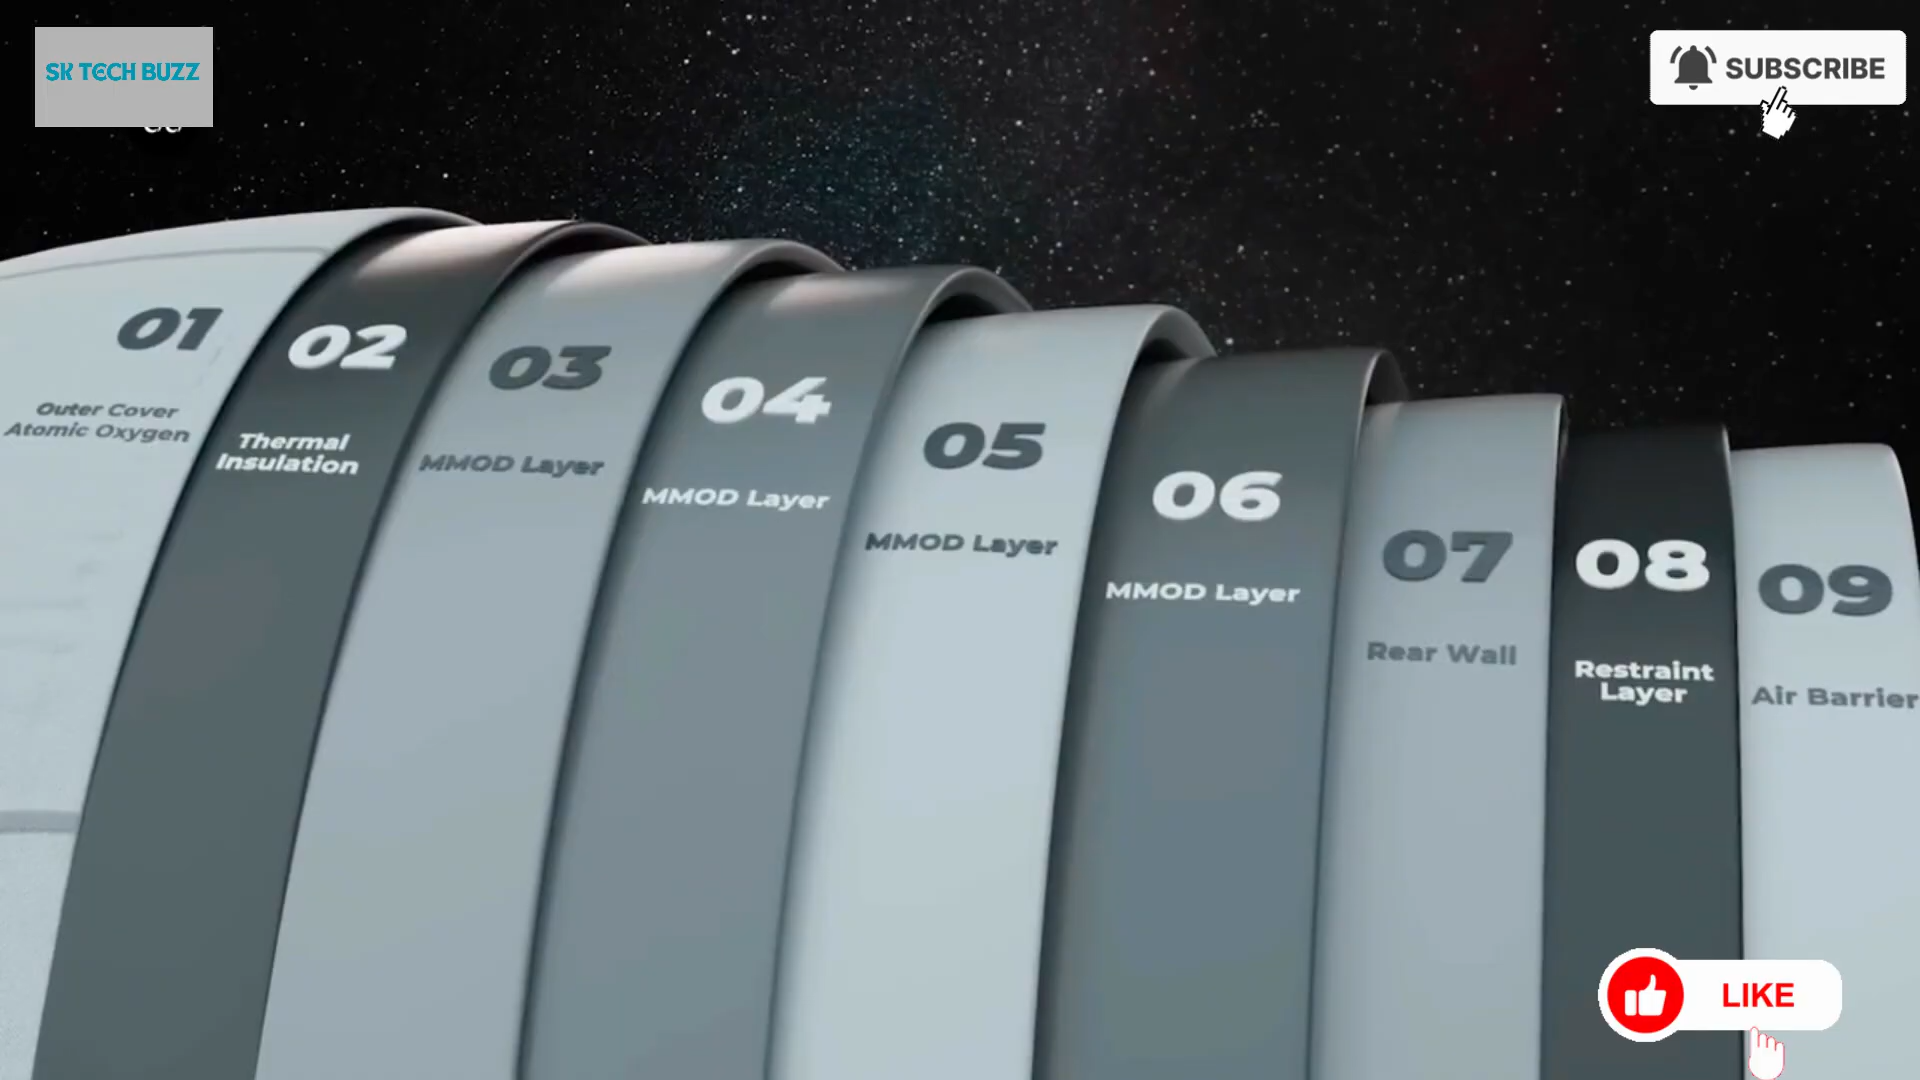 SK TECH BUZZ
SUBSCRIBE
01
Outer Cover
Atomic Oxygen
02
Thermal
Insulation
03
MMOD Layer
04
MMOD Layer
05
MMOD Layer
06
MMOD Layer
07
Rear Wall
08
Restraint
Layer
09
Air Barrier
LIKE